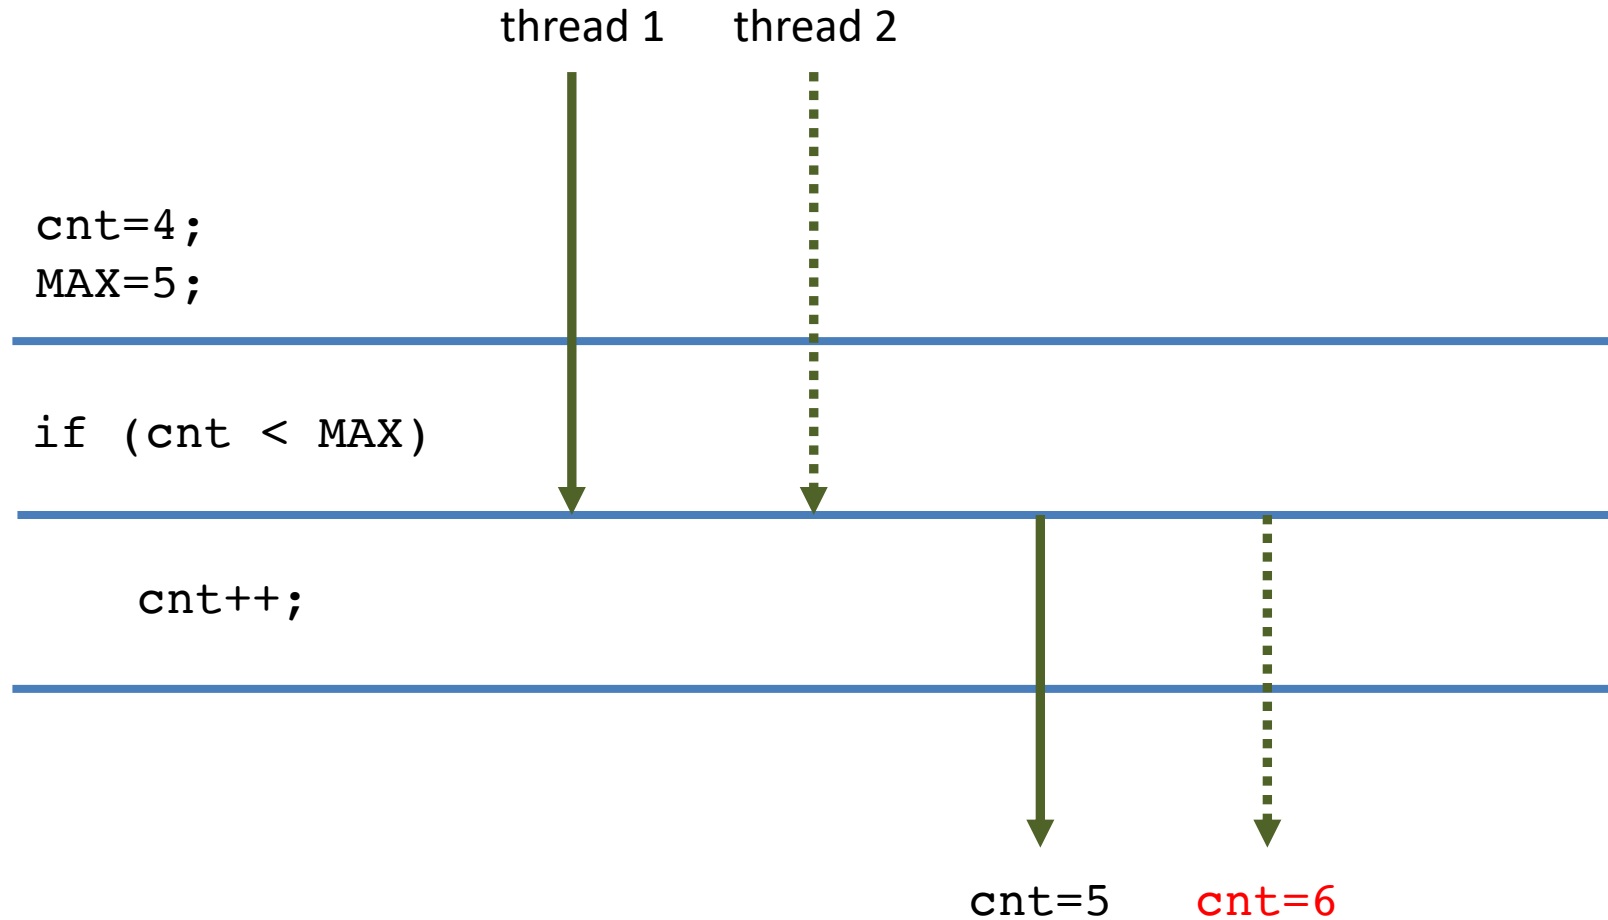 thread 1 thread 2
cnt=4;
MAX=5;
if (cnt < MAX)
cnt++;
cnt=5 cnt=6